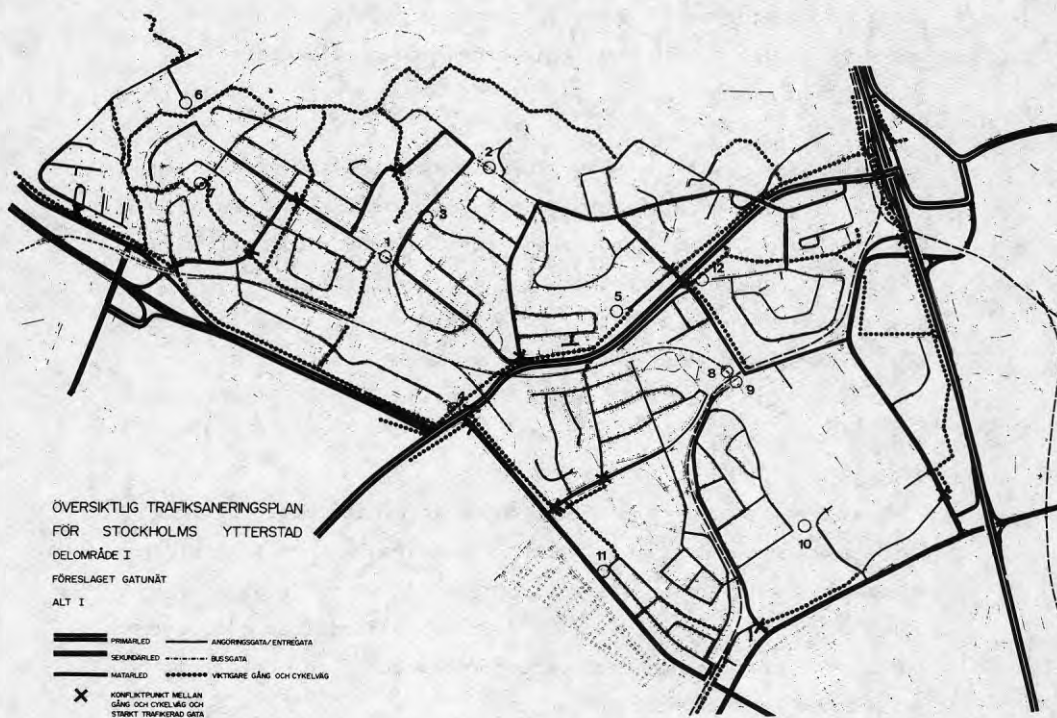 6
2
7
3
1
12
5
8
9
4
10
11
ÖVERSIKTLIG TRAFIKSANERINGSPLAN
FÖR STOCKHOLMS YTTERSTAD
DELOMRÅDE I
FÖRESLAGET GATUNÄT
ALT I
PRIMÄRLED
ANGÖRINGSGATA/ENTRÉGATA
SEKUNDÄRLED
BUSSGATA
MATARLED
VIKTIGARE GÅNG OCH CYKELVÄG
KONFLIKTPUNKT MELLAN
GÅNG OCH CYKELVÄG OCH
STARKT TRAFIKERAD GATA